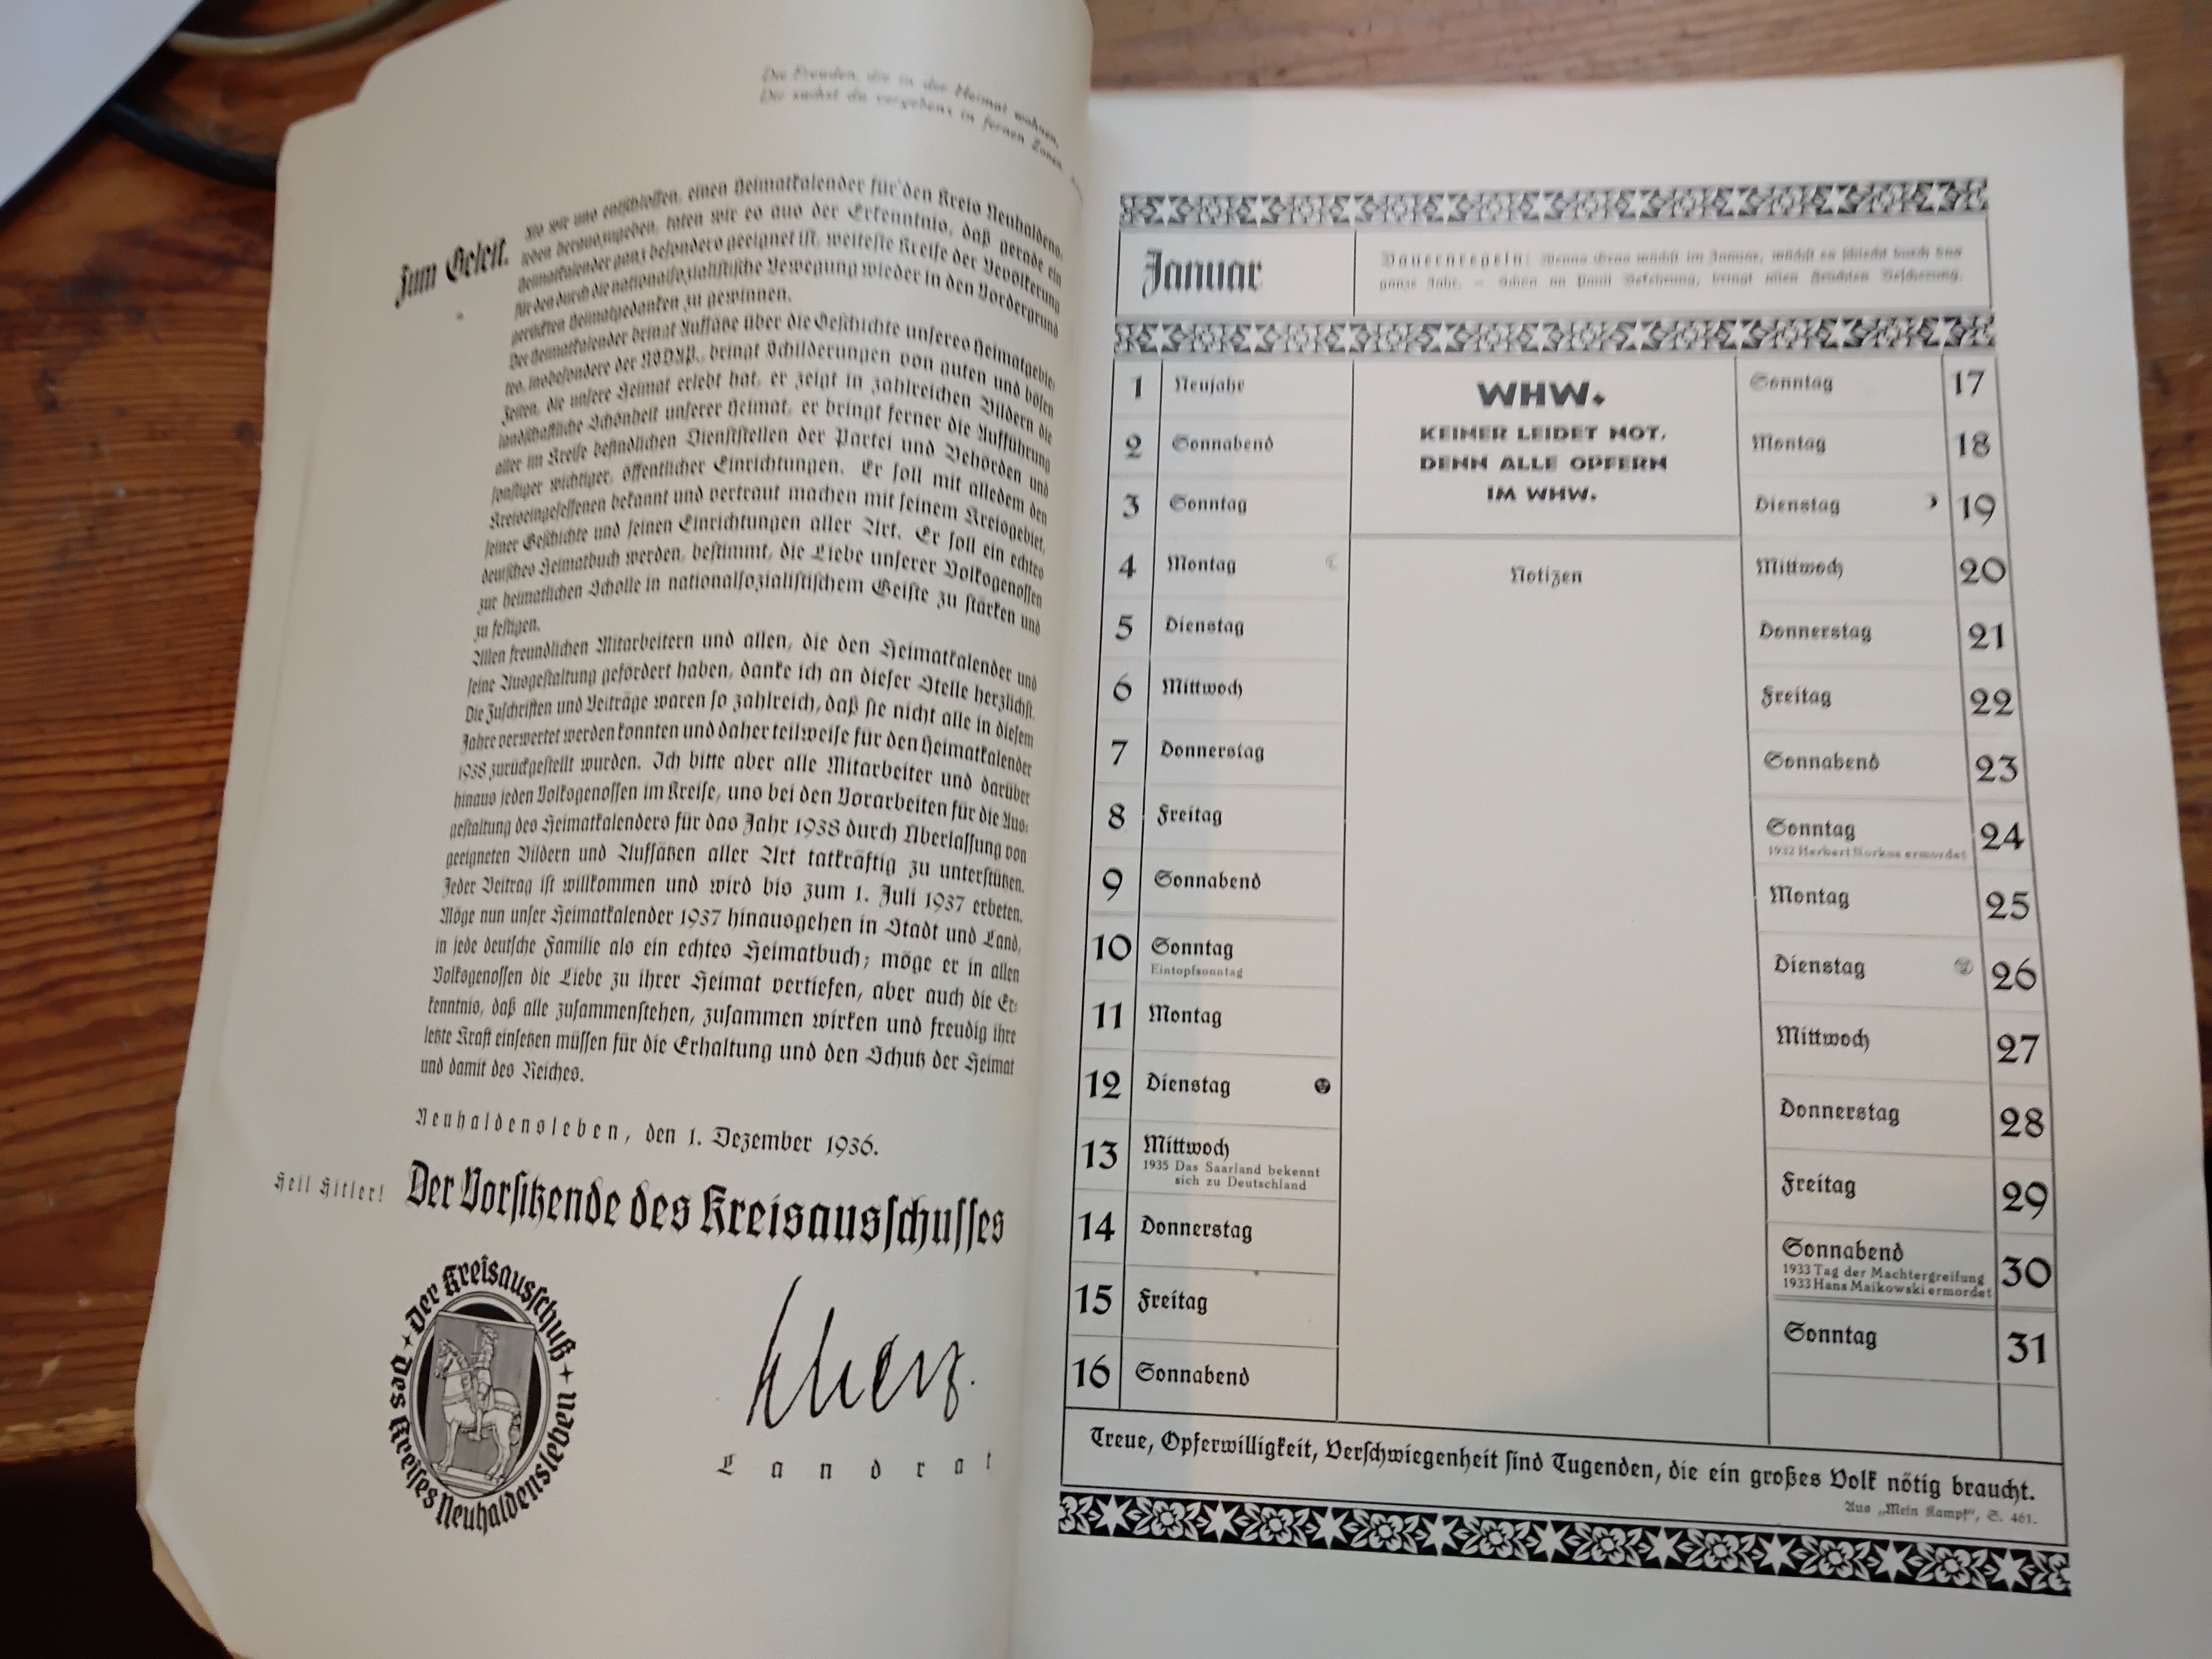 Die Freuden, die in der Heimat wohnen,
Die suchst du vergebens in fernen Zonen.
Zum Geleit.
Als wir uns entschlossen, einen Heimatkalender für den Kreis Neuhaldens-
leben herauszugeben, taten wir es aus der Erkenntnis, daß gerade ein
Heimatkalender ganz besonders geeignet ist, weiteste Kreise der Bevölkerung
für den durch die nationalsozialistische Bewegung wieder in den Vordergrund
gerückten Heimatgedanken zu gewinnen.
Der Heimatkalender bringt Aufsätze über die Geschichte unseres Heimatgebie-
tes, insbesondere der NSDAP., bringt Schilderungen von guten und bösen
Zeiten, die unsere Heimat erlebt hat, er zeigt in zahlreichen Bildern die
landschaftliche Schönheit unserer Heimat, er bringt ferner die Aufführung
aller im Kreise befindlichen Dienststellen der Partei und Behörden und
sonstiger wichtiger, öffentlicher Einrichtungen. Er soll mit alledem den
Kreiseingesessenen bekannt und vertraut machen mit seinem Kreisgebiet,
seiner Geschichte und seinen Einrichtungen aller Art. Er soll ein echtes
deutsches Heimatbuch werden, bestimmt, die Liebe unserer Volksgenossen
zur heimatlichen Scholle in nationalsozialistischem Geiste zu stärken und
zu festigen.
Allen freundlichen Mitarbeitern und allen, die den Heimatkalender und
seine Ausgestaltung gefördert haben, danke ich an dieser Stelle herzlichst.
Die Zuschriften und Beiträge waren so zahlreich, daß sie nicht alle in diesem
Jahre verwertet werden konnten und daher teilweise für den Heimatkalender
1938 zurückgestellt wurden. Ich bitte aber alle Mitarbeiter und darüber
hinaus jeden Volksgenossen im Kreise, uns bei den Vorarbeiten für die Aus-
gestaltung des Heimatkalenders für das Jahr 1938 durch Überlassung von
geeigneten Bildern und Aufsätzen aller Art tatkräftig zu unterstützen.
Jeder Beitrag ist willkommen und wird bis zum 1. Juli 1937 erbeten.
Möge nun unser Heimatkalender 1937 hinausgehen in Stadt und Land,
in jede deutsche Familie als ein echtes Heimatbuch; möge er in allen
Volksgenossen die Liebe zu ihrer Heimat vertiefen, aber auch die Er-
kenntnis, daß alle zusammenstehen, zusammen wirken und freudig ihre
letzte Kraft einsetzen müssen für die Erhaltung und den Schutz der Heimat
und damit des Reiches.
Neuhaldensleben, den 1. Dezember 1936.
Heil Hitler! Der Vorsitzende des Kreisausschusses
Der Kreisausschuß
des Kreises Neuhaldensleben
Landrat
Januar
Bauernregeln: Wenn Gras wächst im Januar, wächst es schlecht durch das
ganze Jahr. – Schön an Pauli Bekehrung, bringt allen Früchten Bescherung.
1 Neujahr
2 Sonnabend
3 Sonntag
4 Montag
5 Dienstag
6 Mittwoch
7 Donnerstag
8 Freitag
9 Sonnabend
10 Sonntag
Eintopfsonntag
11 Montag
12 Dienstag
13 Mittwoch
1935 Das Saarland bekennt
sich zu Deutschland
14 Donnerstag
15 Freitag
16 Sonnabend
WHW.
KEINER LEIDET NOT,
DENN ALLE OPFERN
IM WHW.
Notizen
Sonntag 17
Montag 18
Dienstag 19
Mittwoch 20
Donnerstag 21
Freitag 22
Sonnabend 23
Sonntag 24
1932 Herbert Norkus ermordet
Montag 25
Dienstag 26
Mittwoch 27
Donnerstag 28
Freitag 29
Sonnabend 30
1933 Tag der Machtergreifung
1933 Hans Maikowski ermordet
Sonntag 31
Treue, Opferwilligkeit, Verschwiegenheit sind Tugenden, die ein großes Volk nötig braucht.
Aus „Mein Kampf“, S. 461.